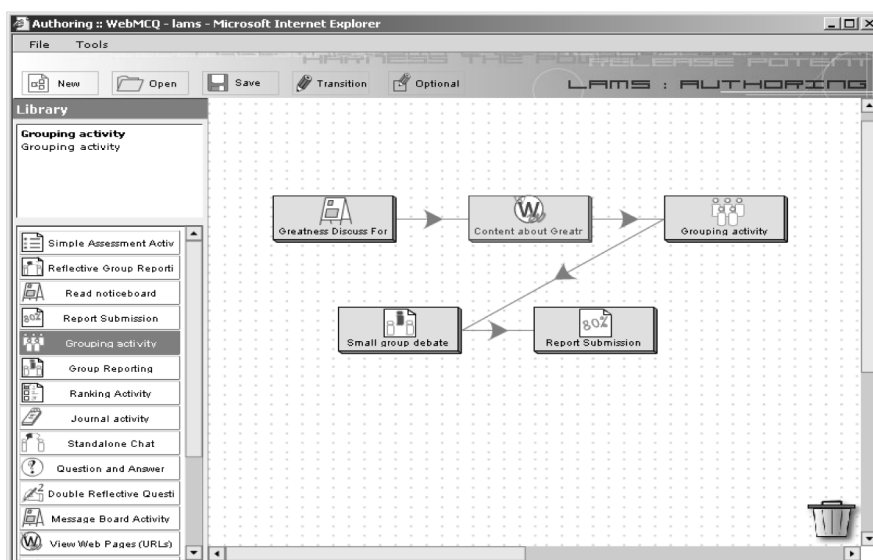 Authoring :: WebMCQ - lams - Microsoft Internet Explorer
File Tools
New Open Save Transition Optional
LAMS : AUTHORING
Library
Grouping activity
Grouping activity
Simple Assessment Activ
Reflective Group Reporti
Read noticeboard
Report Submission
Grouping activity
Group Reporting
Ranking Activity
Journal activity
Standalone Chat
Question and Answer
Double Reflective Questi
Message Board Activity
View Web Pages (URLs)
Greatness Discuss For
Content about Greatr
Grouping activity
Small group debate
80%
Report Submission